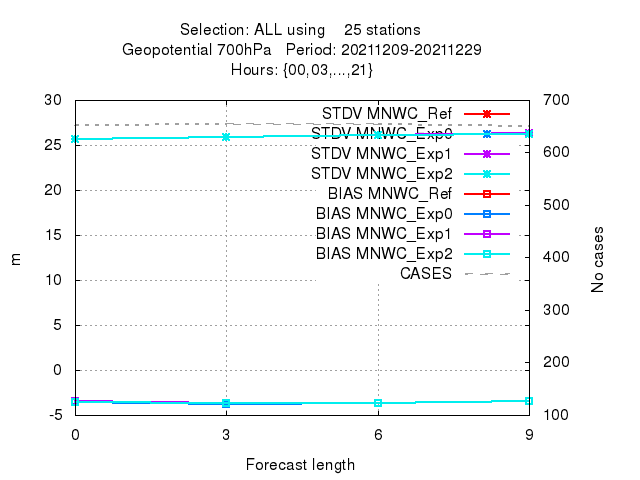 Selection: ALL using    25 stations
Geopotential 700hPa   Period: 20211209-20211229
Hours: {00,03,...,21}
30
25
20
15
10
5
0
-5
m
700
600
500
400
300
200
100
No cases
STDV MNWC_Ref
STDV MNWC_Exp0
STDV MNWC_Exp1
STDV MNWC_Exp2
BIAS MNWC_Ref
BIAS MNWC_Exp0
BIAS MNWC_Exp1
BIAS MNWC_Exp2
CASES
0 3 6 9
Forecast length